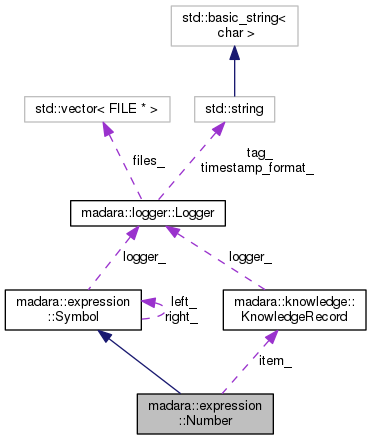 std::basic_string<
char >
std::vector< FILE * >
std::string
files_
tag_
timestamp_format_
madara::logger::Logger
logger_
logger_
madara::expression
::Symbol
left_
right_
madara::knowledge::
KnowledgeRecord
item_
madara::expression
::Number